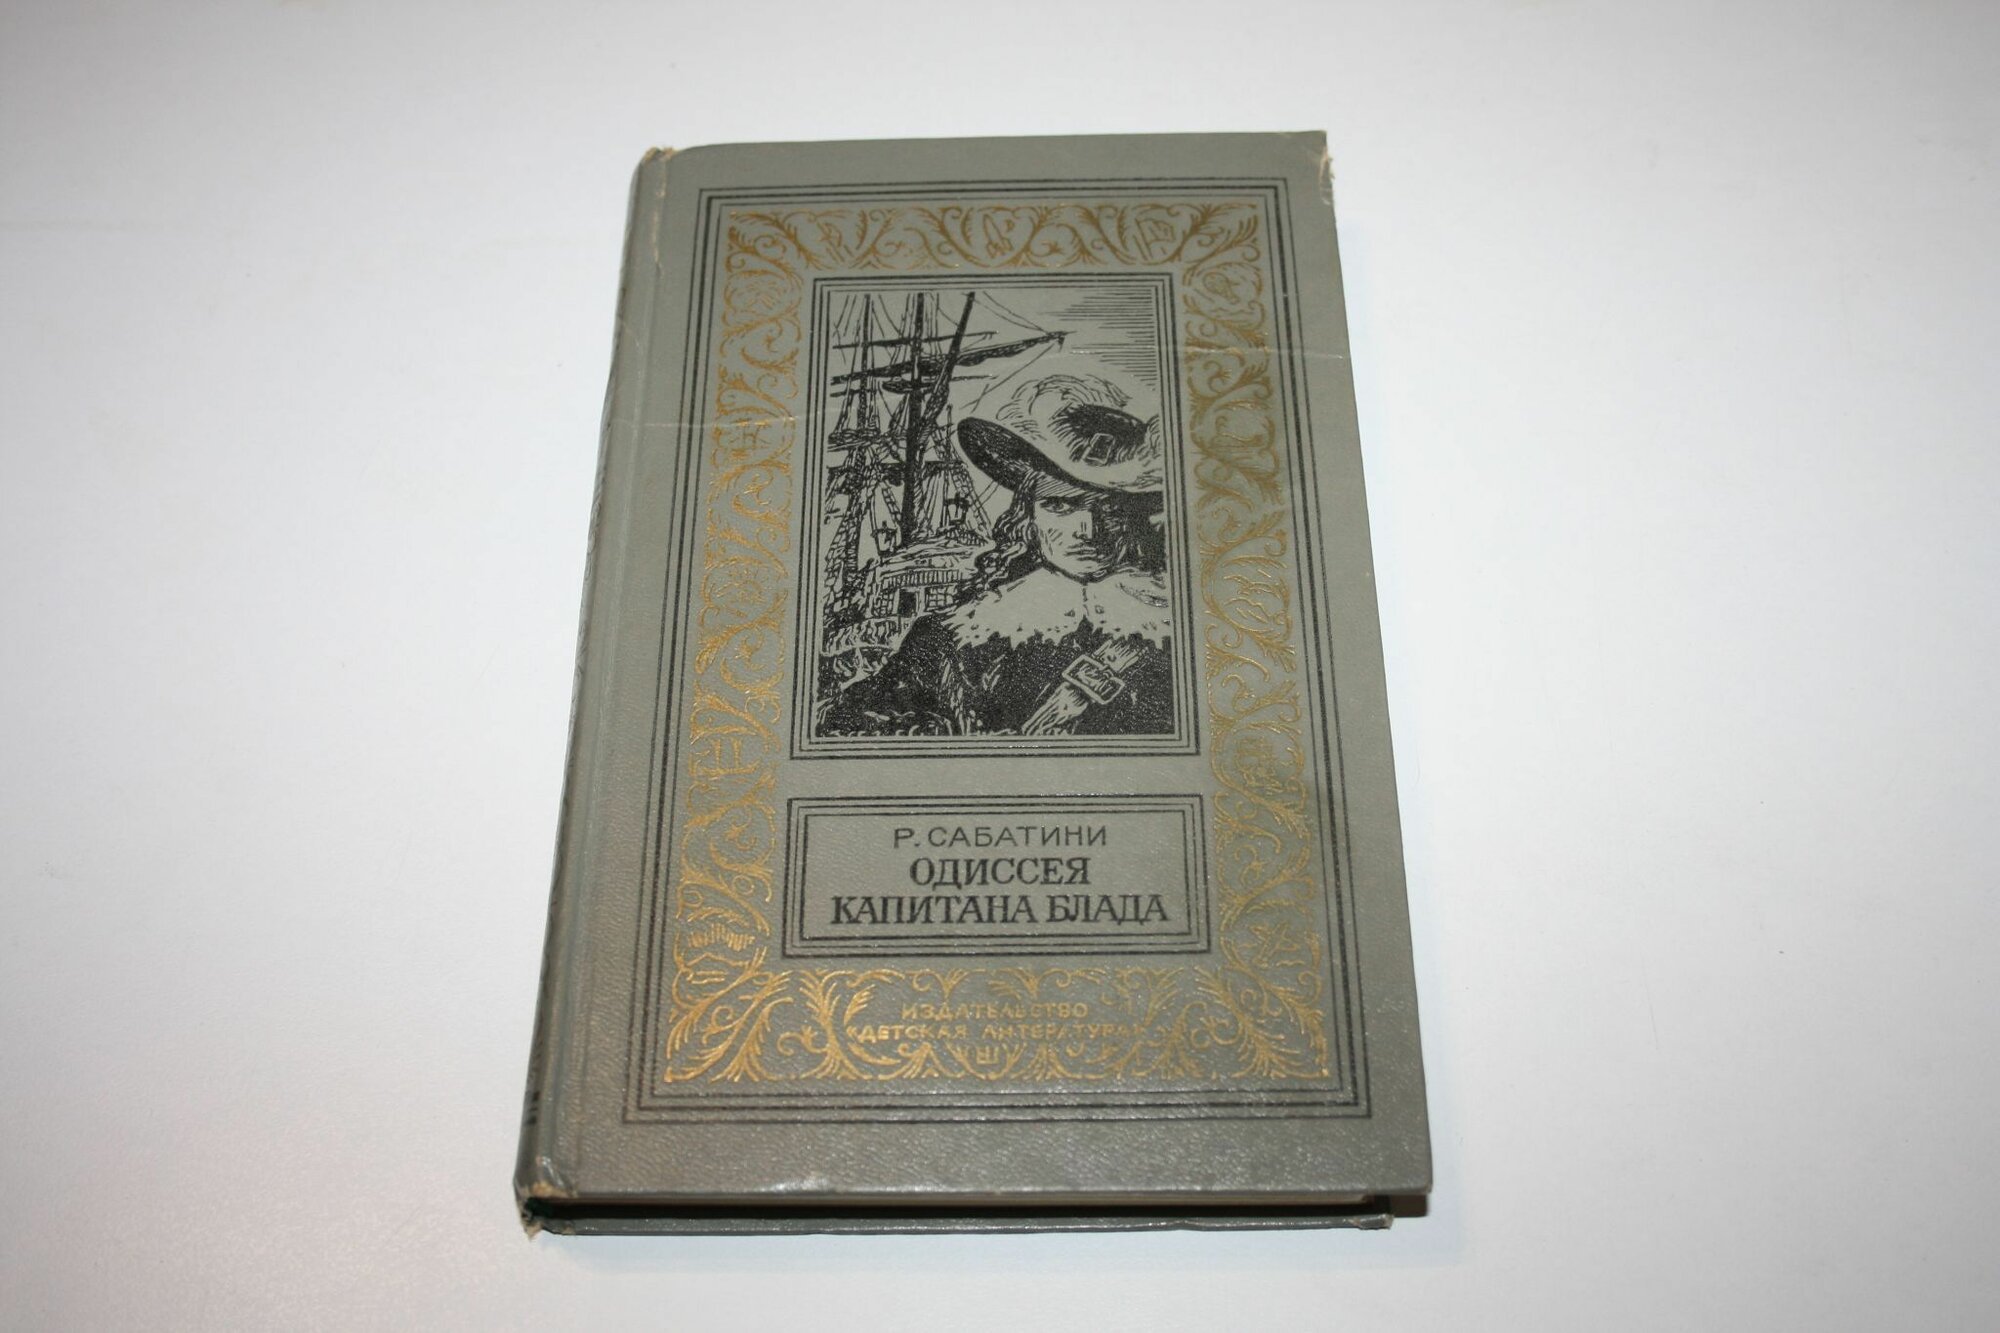 Р. САБАТИНИ
ОДИССЕЯ
КАПИТАНА БЛАДА
ИЗДАТЕЛЬСТВО
«ДЕТСКАЯ ЛИТЕРАТУРА»